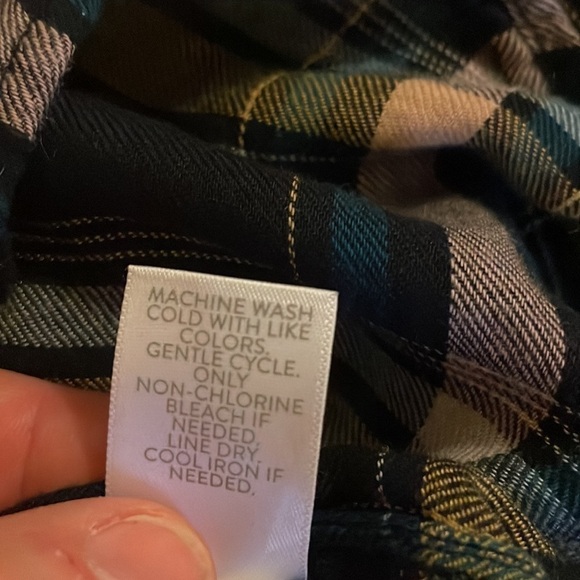 MACHINE WASH
COLD WITH LIKE
COLORS.
GENTLE CYCLE.
ONLY
NON-CHLORINE
BLEACH IF
NEEDED.
LINE DRY.
COOL IRON IF
NEEDED.